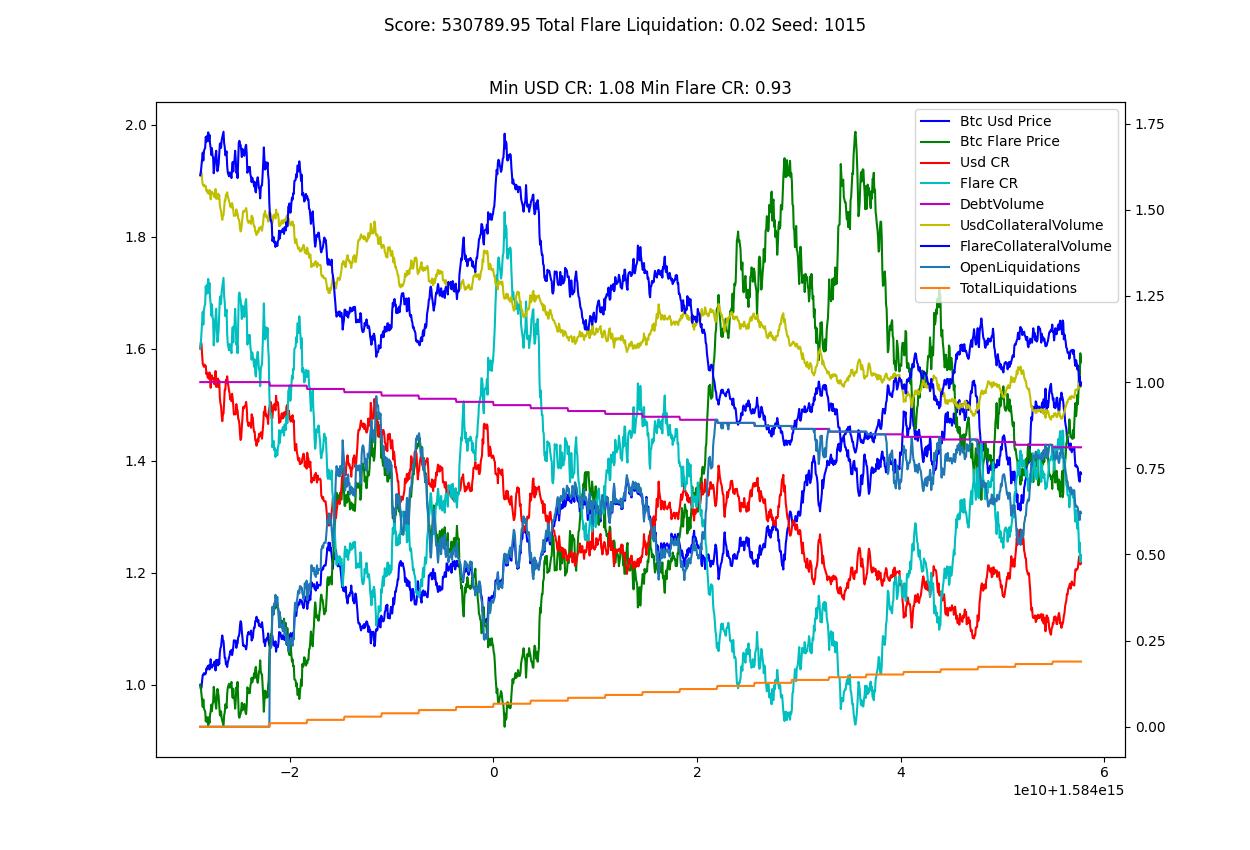 Score: 530789.95 Total Flare Liquidation: 0.02 Seed: 1015
Min USD CR: 1.08 Min Flare CR: 0.93
2.0
1.8
1.6
1.4
1.2
1.0
1.75
1.50
1.25
1.00
0.75
0.50
0.25
0.00
Btc Usd Price
Btc Flare Price
Usd CR
Flare CR
DebtVolume
UsdCollateralVolume
FlareCollateralVolume
OpenLiquidations
TotalLiquidations
−2 0 2 4 6
1e10+1.584e15